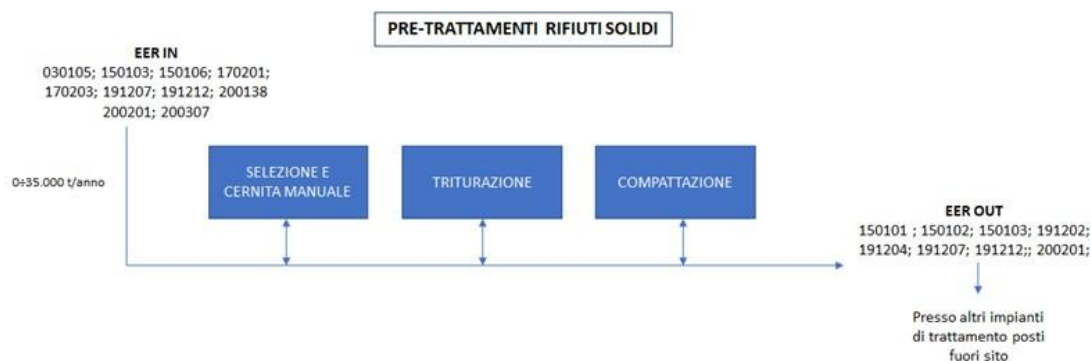 PRE-TRATTAMENTI RIFIUTI SOLIDI
EER IN
030105; 150103; 150106; 170201;
170203; 191207; 191212; 200138
200201; 200307
0÷35.000 t/anno
SELEZIONE E
CERNITA MANUALE
TRITURAZIONE
COMPATTAZIONE
EER OUT
150101 ; 150102; 150103; 191202;
191204; 191207; 191212;; 200201;
Presso altri impianti
di trattamento posti
fuori sito